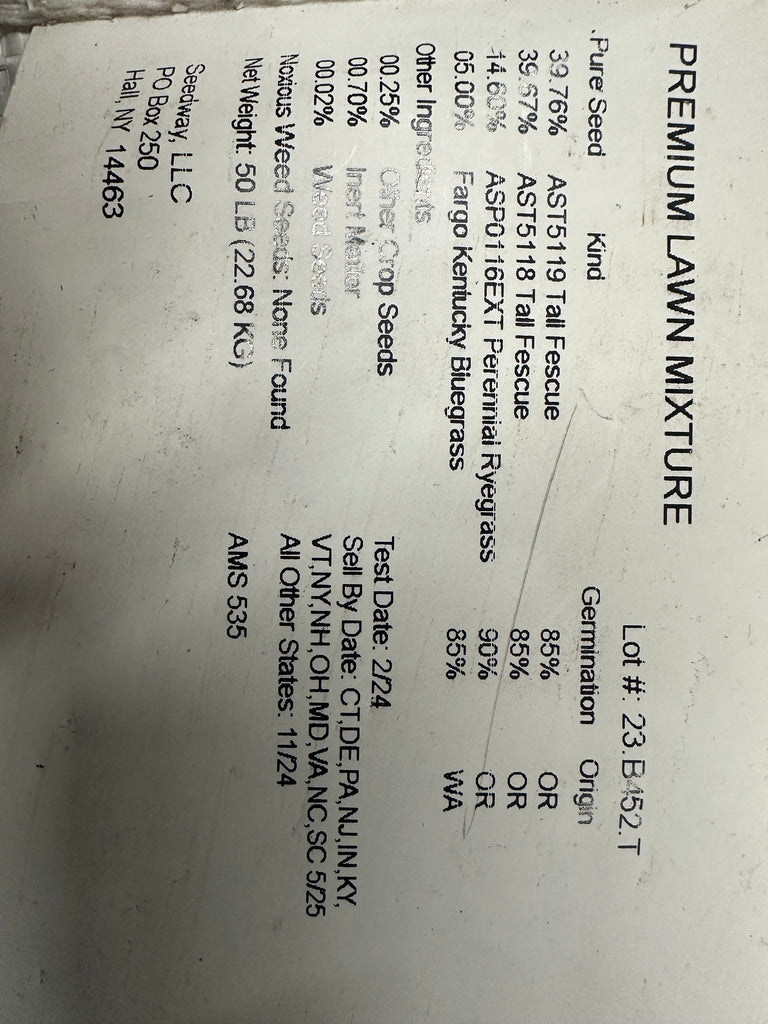 PREMIUM LAWN MIXTURE
Lot #: 23.B452.T
.Pure Seed Kind Germination Origin
39.76% AST5119 Tall Fescue 85% OR
39.67% AST5118 Tall Fescue 85% OR
14.60% ASP0116EXT Perennial Ryegrass 90% OR
05.00% Fargo Kentucky Bluegrass 85% WA
Other Ingredients
00.25% Other Crop Seeds
00.70% Inert Matter
00.02% Weed Seeds
Noxious Weed Seeds: None Found
Net Weight: 50 LB (22.68 KG)
Test Date: 2/24
Sell By Date: CT,DE,PA,NJ,IN,KY,
VT,NY,NH,OH,MD,VA,NC,SC 5/25
All Other States: 11/24
AMS 535
Seedway, LLC
PO Box 250
Hall, NY 14463